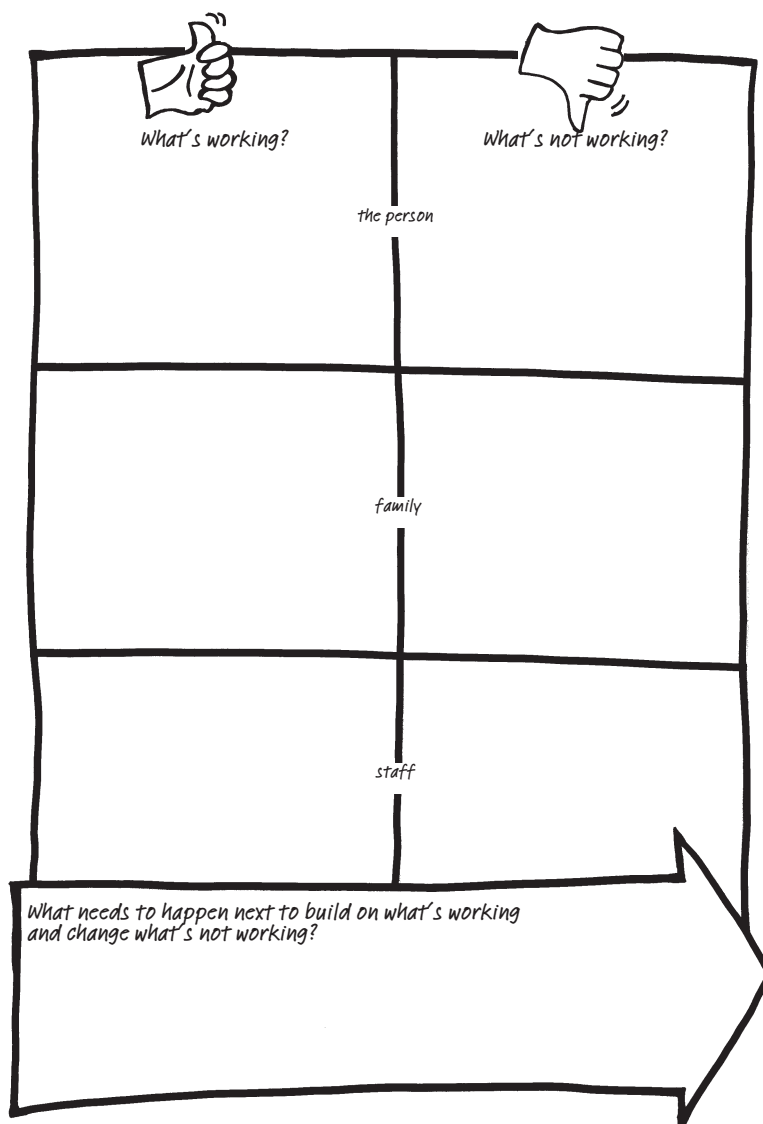 What's working?
What's not working?
the person
family
staff
What needs to happen next to build on what's working
and change what's not working?